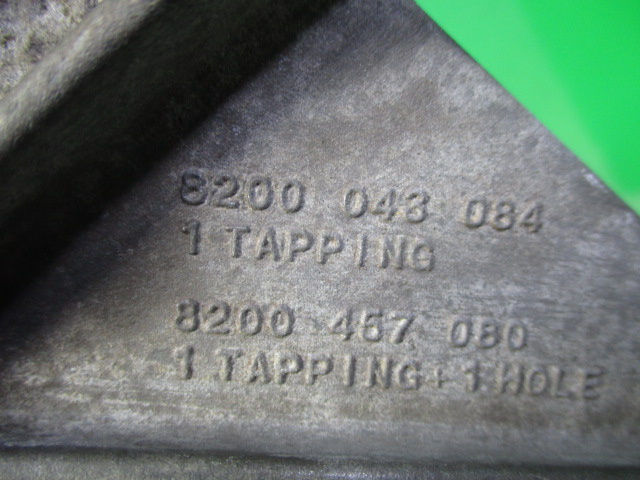 8200 043 084
1 TAPPING
8200 457 080
1 TAPPING+1 HOLE